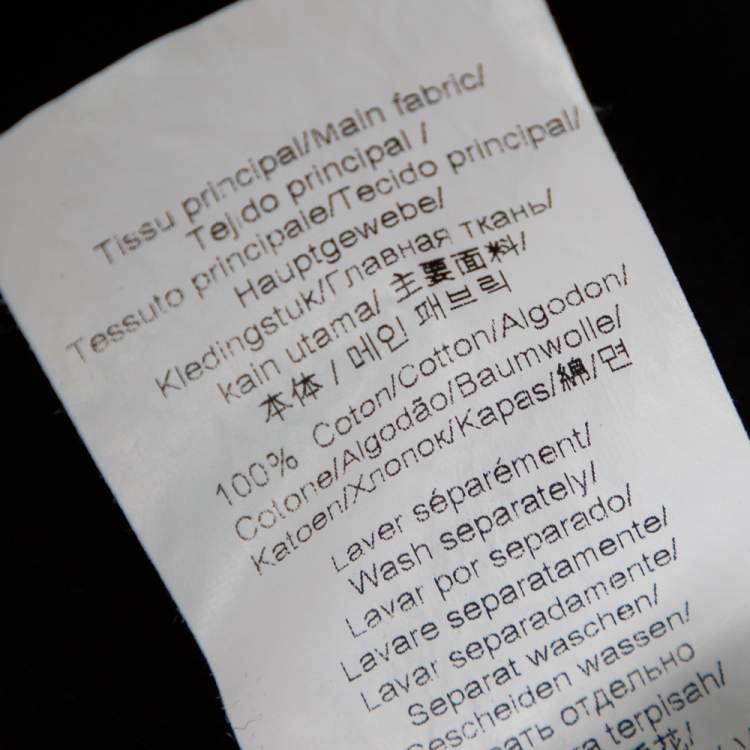 Tissu principal/Main fabric/
Tejido principal /
Tessuto principale/Tecido principal/
Hauptgewebe/
Kledingstuk/Главная ткань/
kain utama/ 主要面料/
本体 / 메인 패브릭
100% Coton/Cotton/Algodon/
Cotone/Algodão/Baumwolle/
Katoen/Хлопок/Kapas/綿/면
Laver séparément/
Wash separately/
Lavar por separado/
Lavare separatamente/
Lavar separadamente/
Separat waschen/
Gescheiden wassen/
отдельно
terpisah/